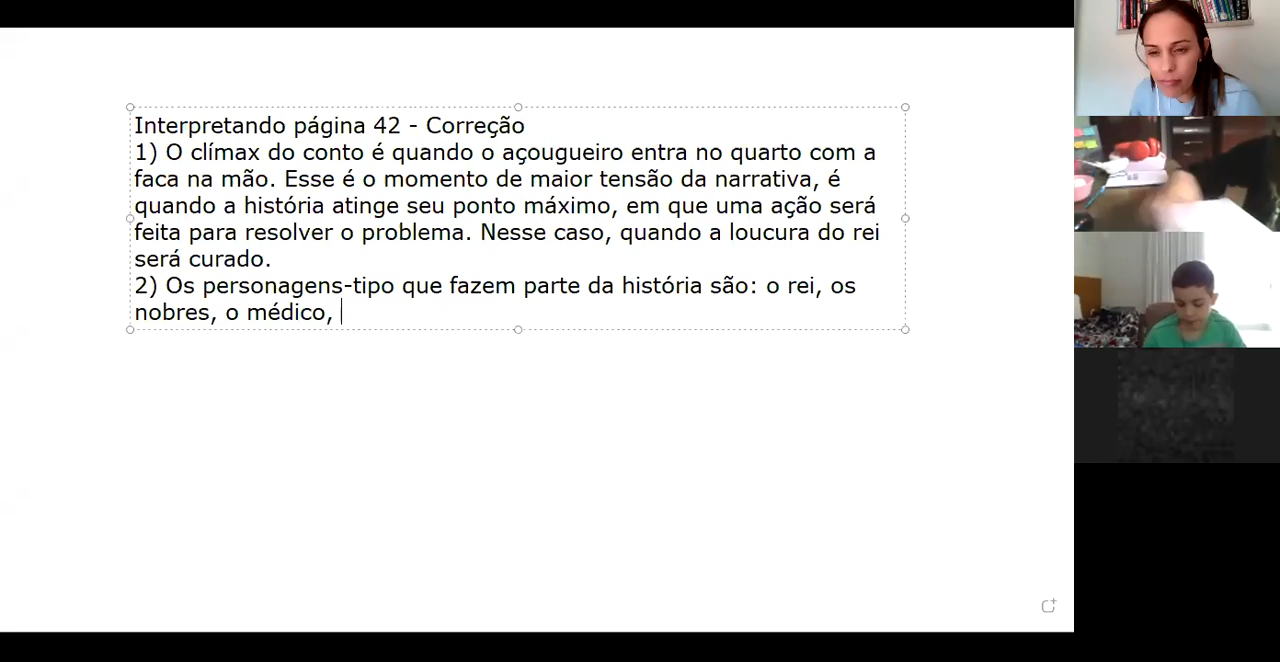 Interpretando página 42 - Correção
1) O clímax do conto é quando o açougueiro entra no quarto com a
faca na mão. Esse é o momento de maior tensão da narrativa, é
quando a história atinge seu ponto máximo, em que uma ação será
feita para resolver o problema. Nesse caso, quando a loucura do rei
será curado.
2) Os personagens-tipo que fazem parte da história são: o rei, os
nobres, o médico,